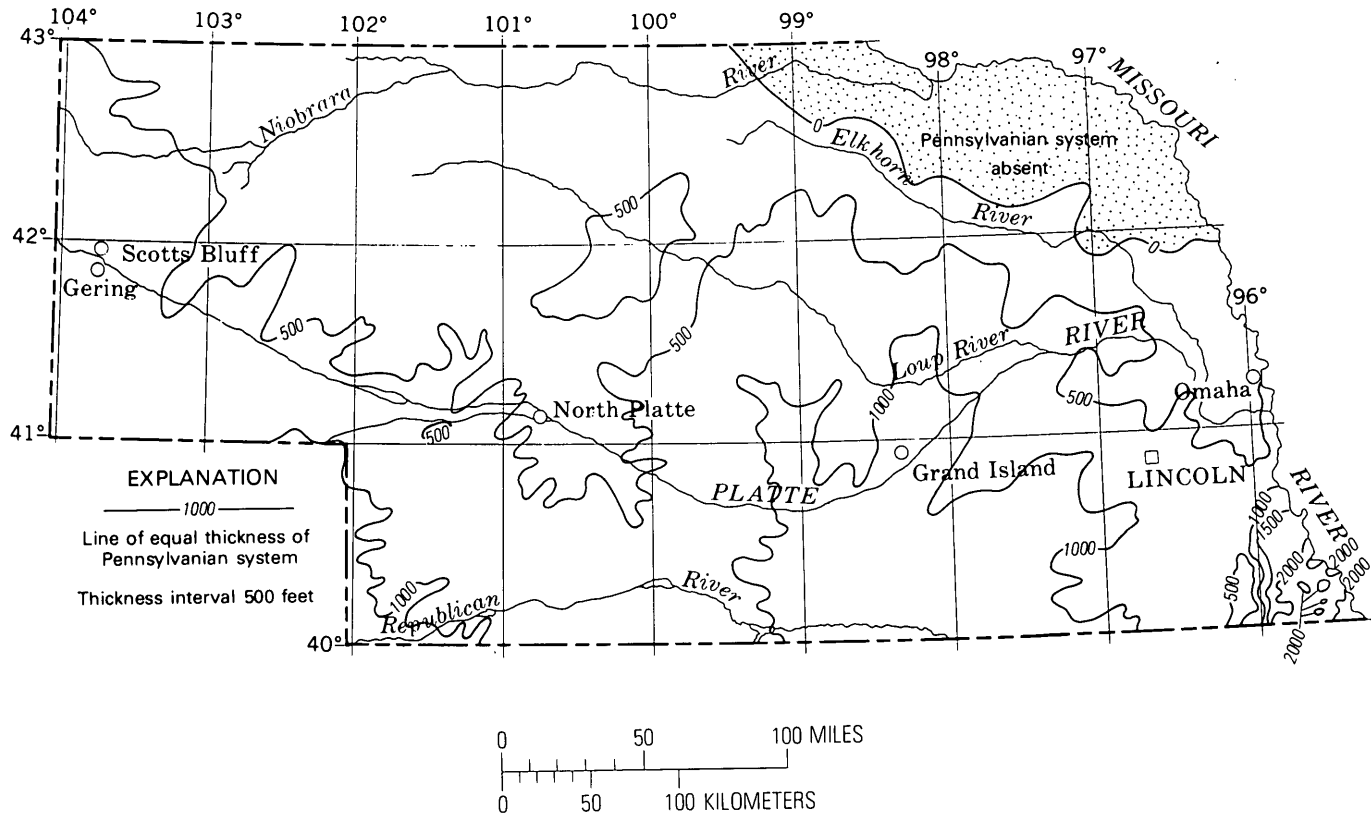 104°
103°
102°
101°
100°
99°
98°
97°
96°
43°
42°
41°
40°
MISSOURI
RIVER
Niobrara
River
0
Elkhorn
River
Pennsylvanian system
absent
0
500
500
500
500
500
500
1000
1000
1000
1000
1500
2000
2000
2000
2000
Scotts Bluff
Gering
North Platte
Loup River
RIVER
PLATTE
Omaha
Grand Island
LINCOLN
Republican
River
EXPLANATION
1000
Line of equal thickness of
Pennsylvanian system
Thickness interval 500 feet
0 50 100 MILES
0 50 100 KILOMETERS